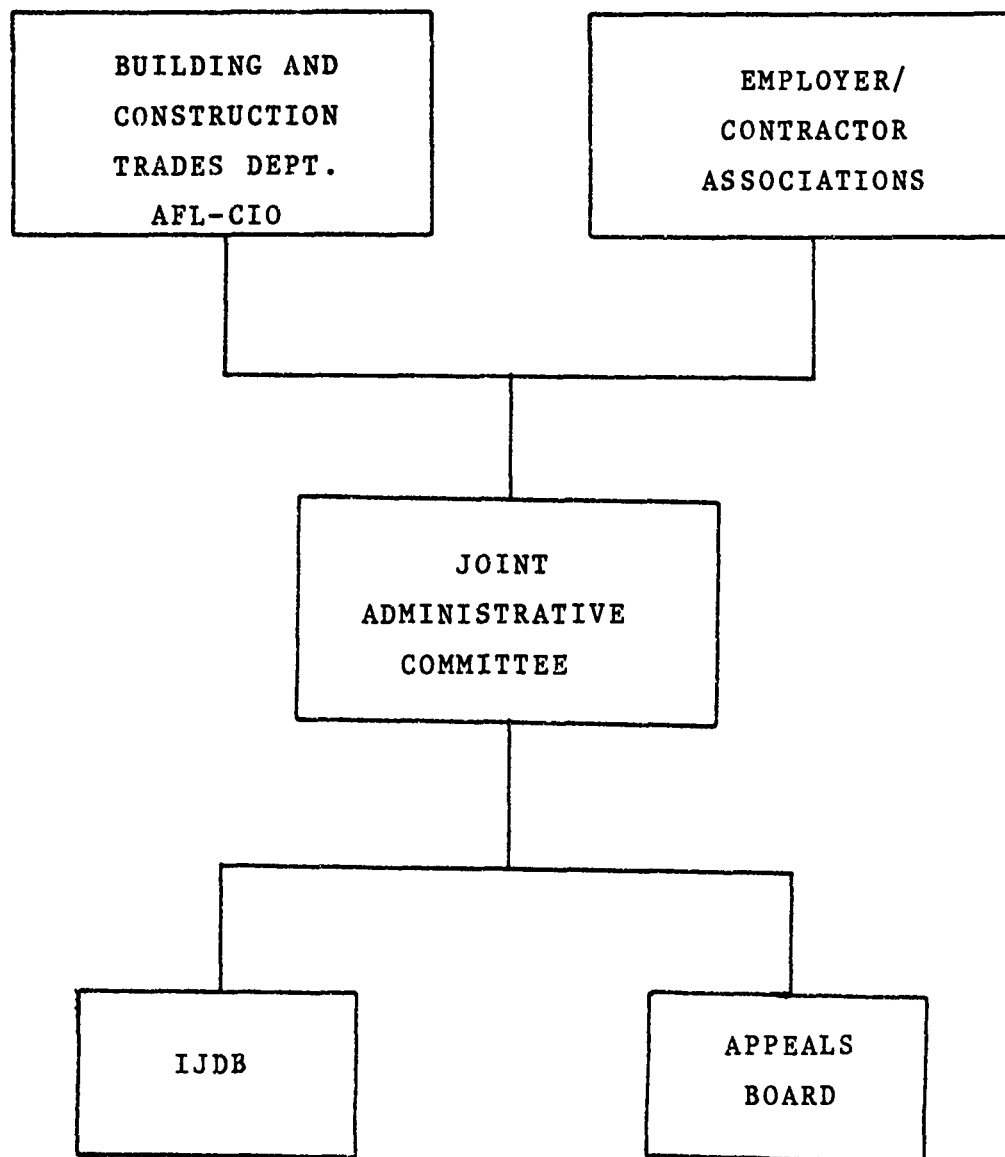 BUILDING AND
CONSTRUCTION
TRADES DEPT.
AFL-CIO
EMPLOYER/
CONTRACTOR
ASSOCIATIONS
JOINT
ADMINISTRATIVE
COMMITTEE
IJDB
APPEALS
BOARD